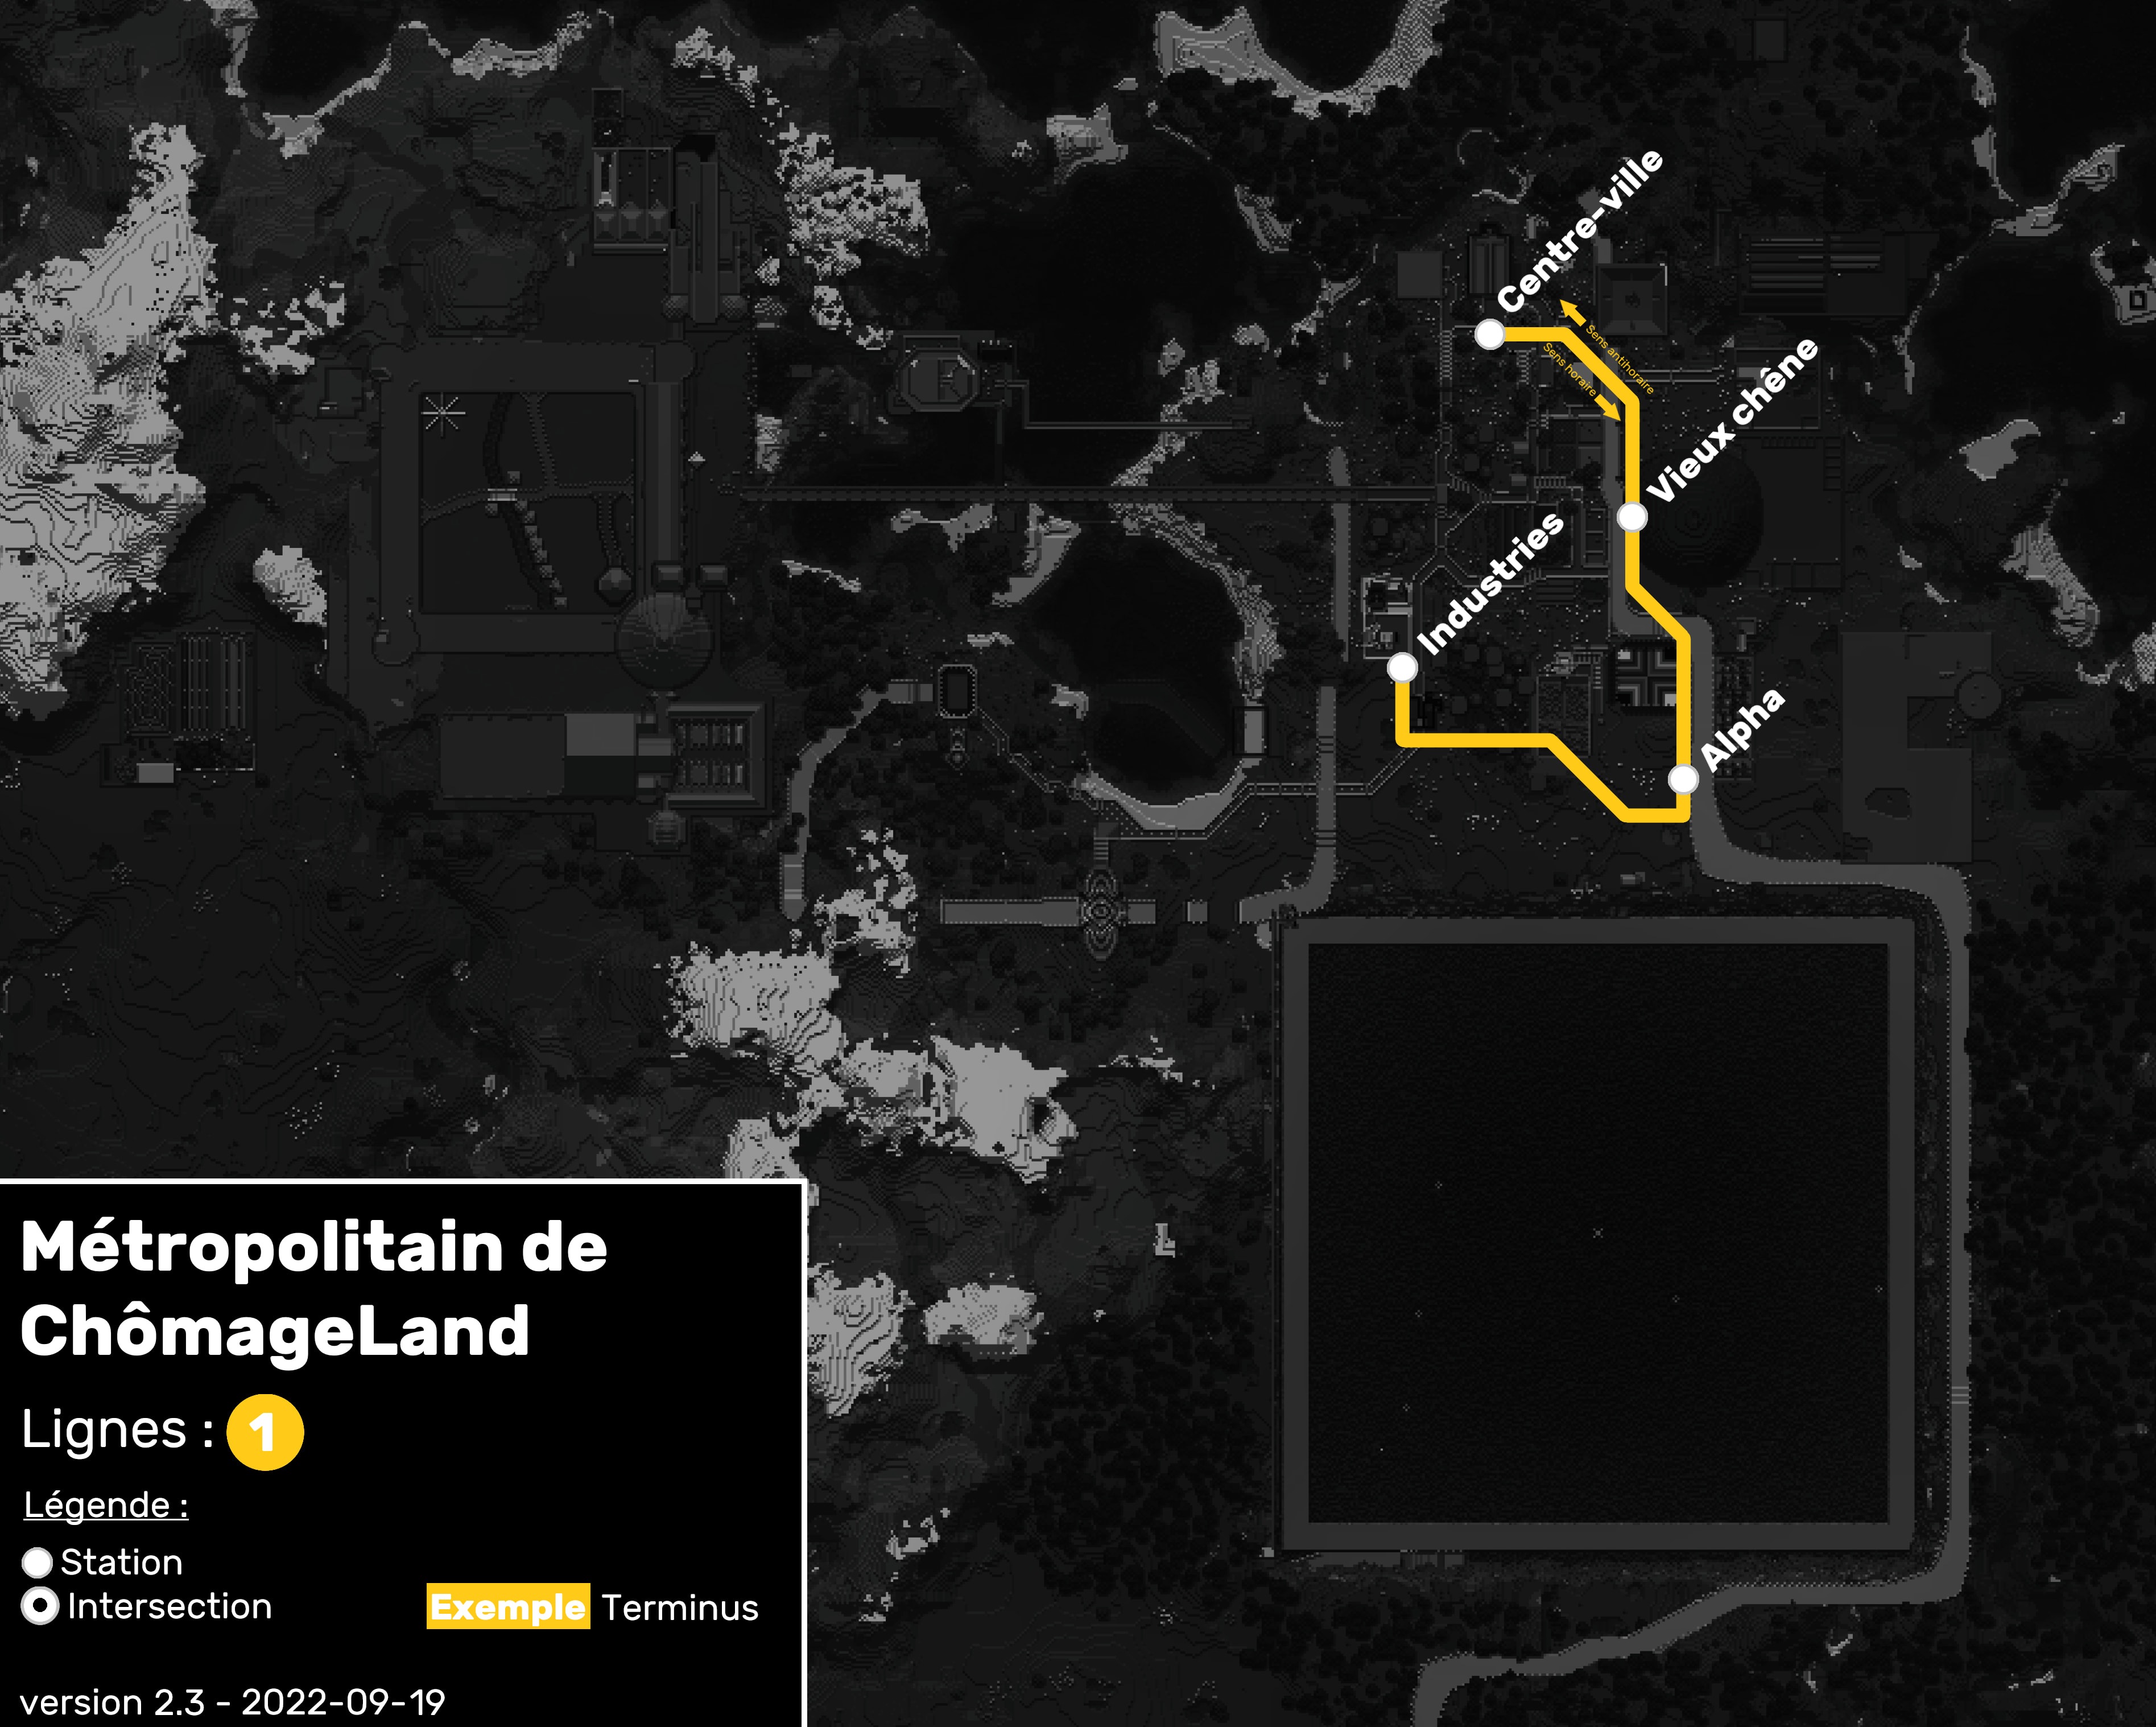 Centre-ville
Sens antihoraire
Sens horaire
Vieux chêne
Industries
Alpha
Métropolitain de
ChômageLand
Lignes : 1
Légende :
Station
Intersection
Exemple Terminus
version 2.3 - 2022-09-19